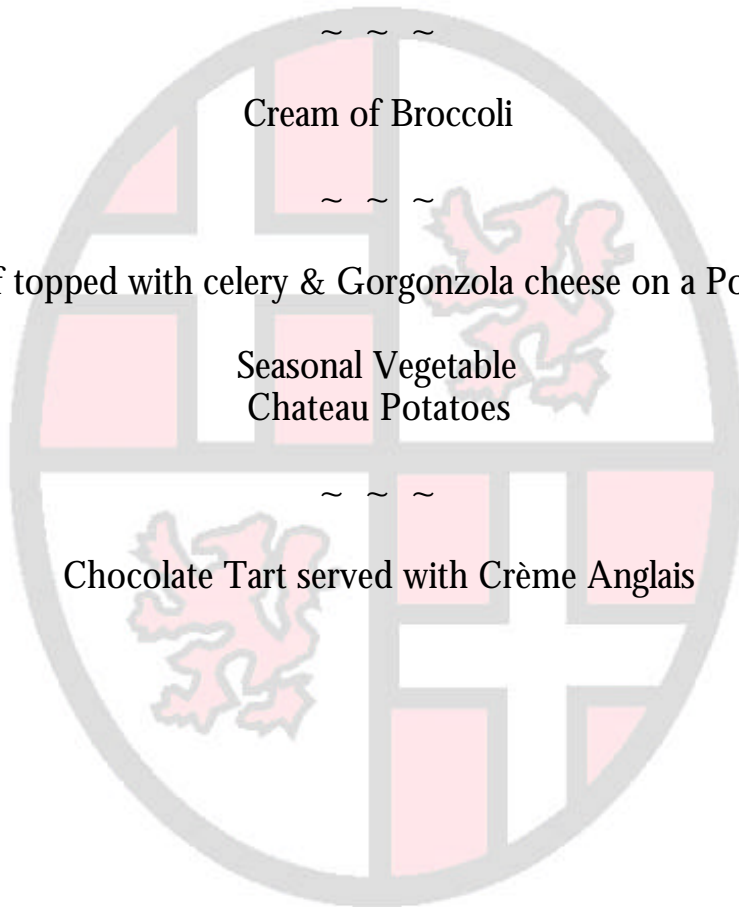 ~ ~ ~
Cream of Broccoli
~ ~ ~
topped with celery & Gorgonzola cheese on a
Seasonal Vegetable
Chateau Potatoes
~ ~ ~
Chocolate Tart served with Crème Anglais